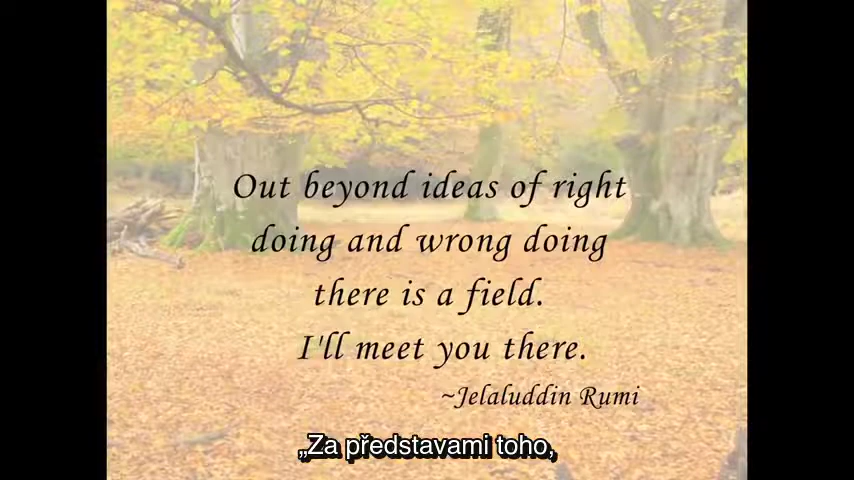 Out beyond ideas of right
doing and wrong doing
there is a field.
I'll meet you there.
~Jelaluddin Rumi
„Za představami toho,